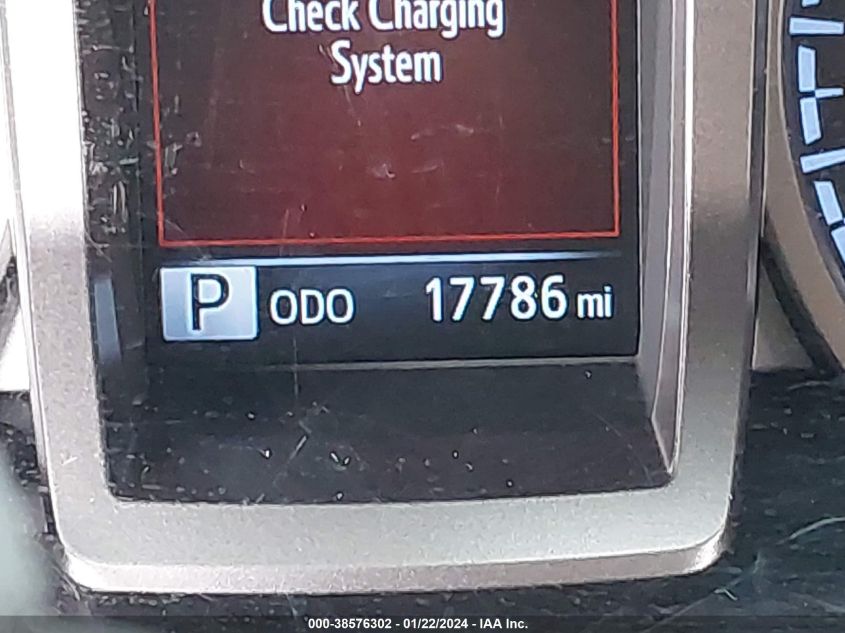 Check Charging
System
P ODO 17786 mi
000-38576302 - 01/22/2024 - IAA Inc.